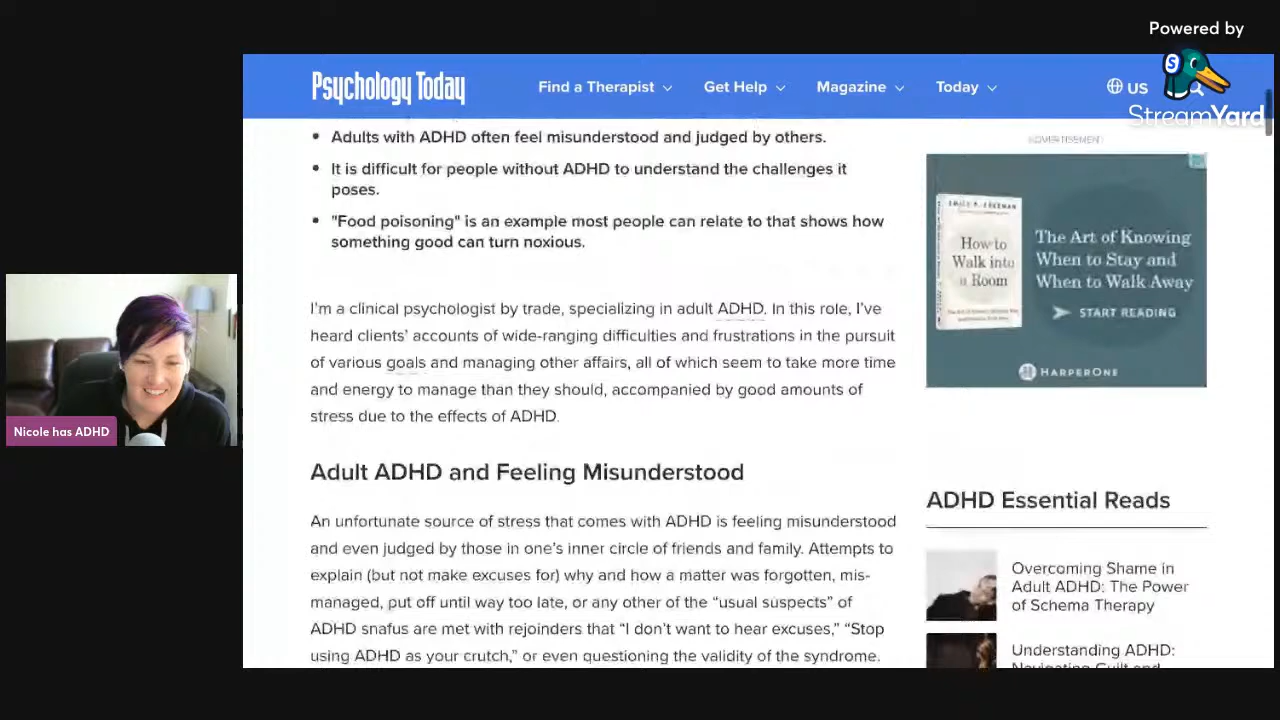 Powered by
StreamYard
Psychology Today
Find a Therapist
Get Help
Magazine
Today
US
Adults with ADHD often feel misunderstood and judged by others.
It is difficult for people without ADHD to understand the challenges it
poses.
"Food poisoning" is an example most people can relate to that shows how
something good can turn noxious.
I'm a clinical psychologist by trade, specializing in adult ADHD. In this role, I've
heard clients' accounts of wide-ranging difficulties and frustrations in the pursuit
of various goals and managing other affairs, all of which seem to take more time
and energy to manage than they should, accompanied by good amounts of
stress due to the effects of ADHD.
Adult ADHD and Feeling Misunderstood
An unfortunate source of stress that comes with ADHD is feeling misunderstood
and even judged by those in one's inner circle of friends and family. Attempts to
explain (but not make excuses for) why and how a matter was forgotten, mis-
managed, put off until way too late, or any other of the “usual suspects” of
ADHD snafus are met with rejoinders that “I don't want to hear excuses,” “Stop
using ADHD as your crutch,” or even questioning the validity of the syndrome.
ADVERTISEMENT
How to
Walk into
a Room
The Art of Knowing
When to Stay and
When to Walk Away
START READING
HARPERONE
ADHD Essential Reads
Overcoming Shame in
Adult ADHD: The Power
of Schema Therapy
Understanding ADHD:
Navigating Guilt and
Nicole has ADHD